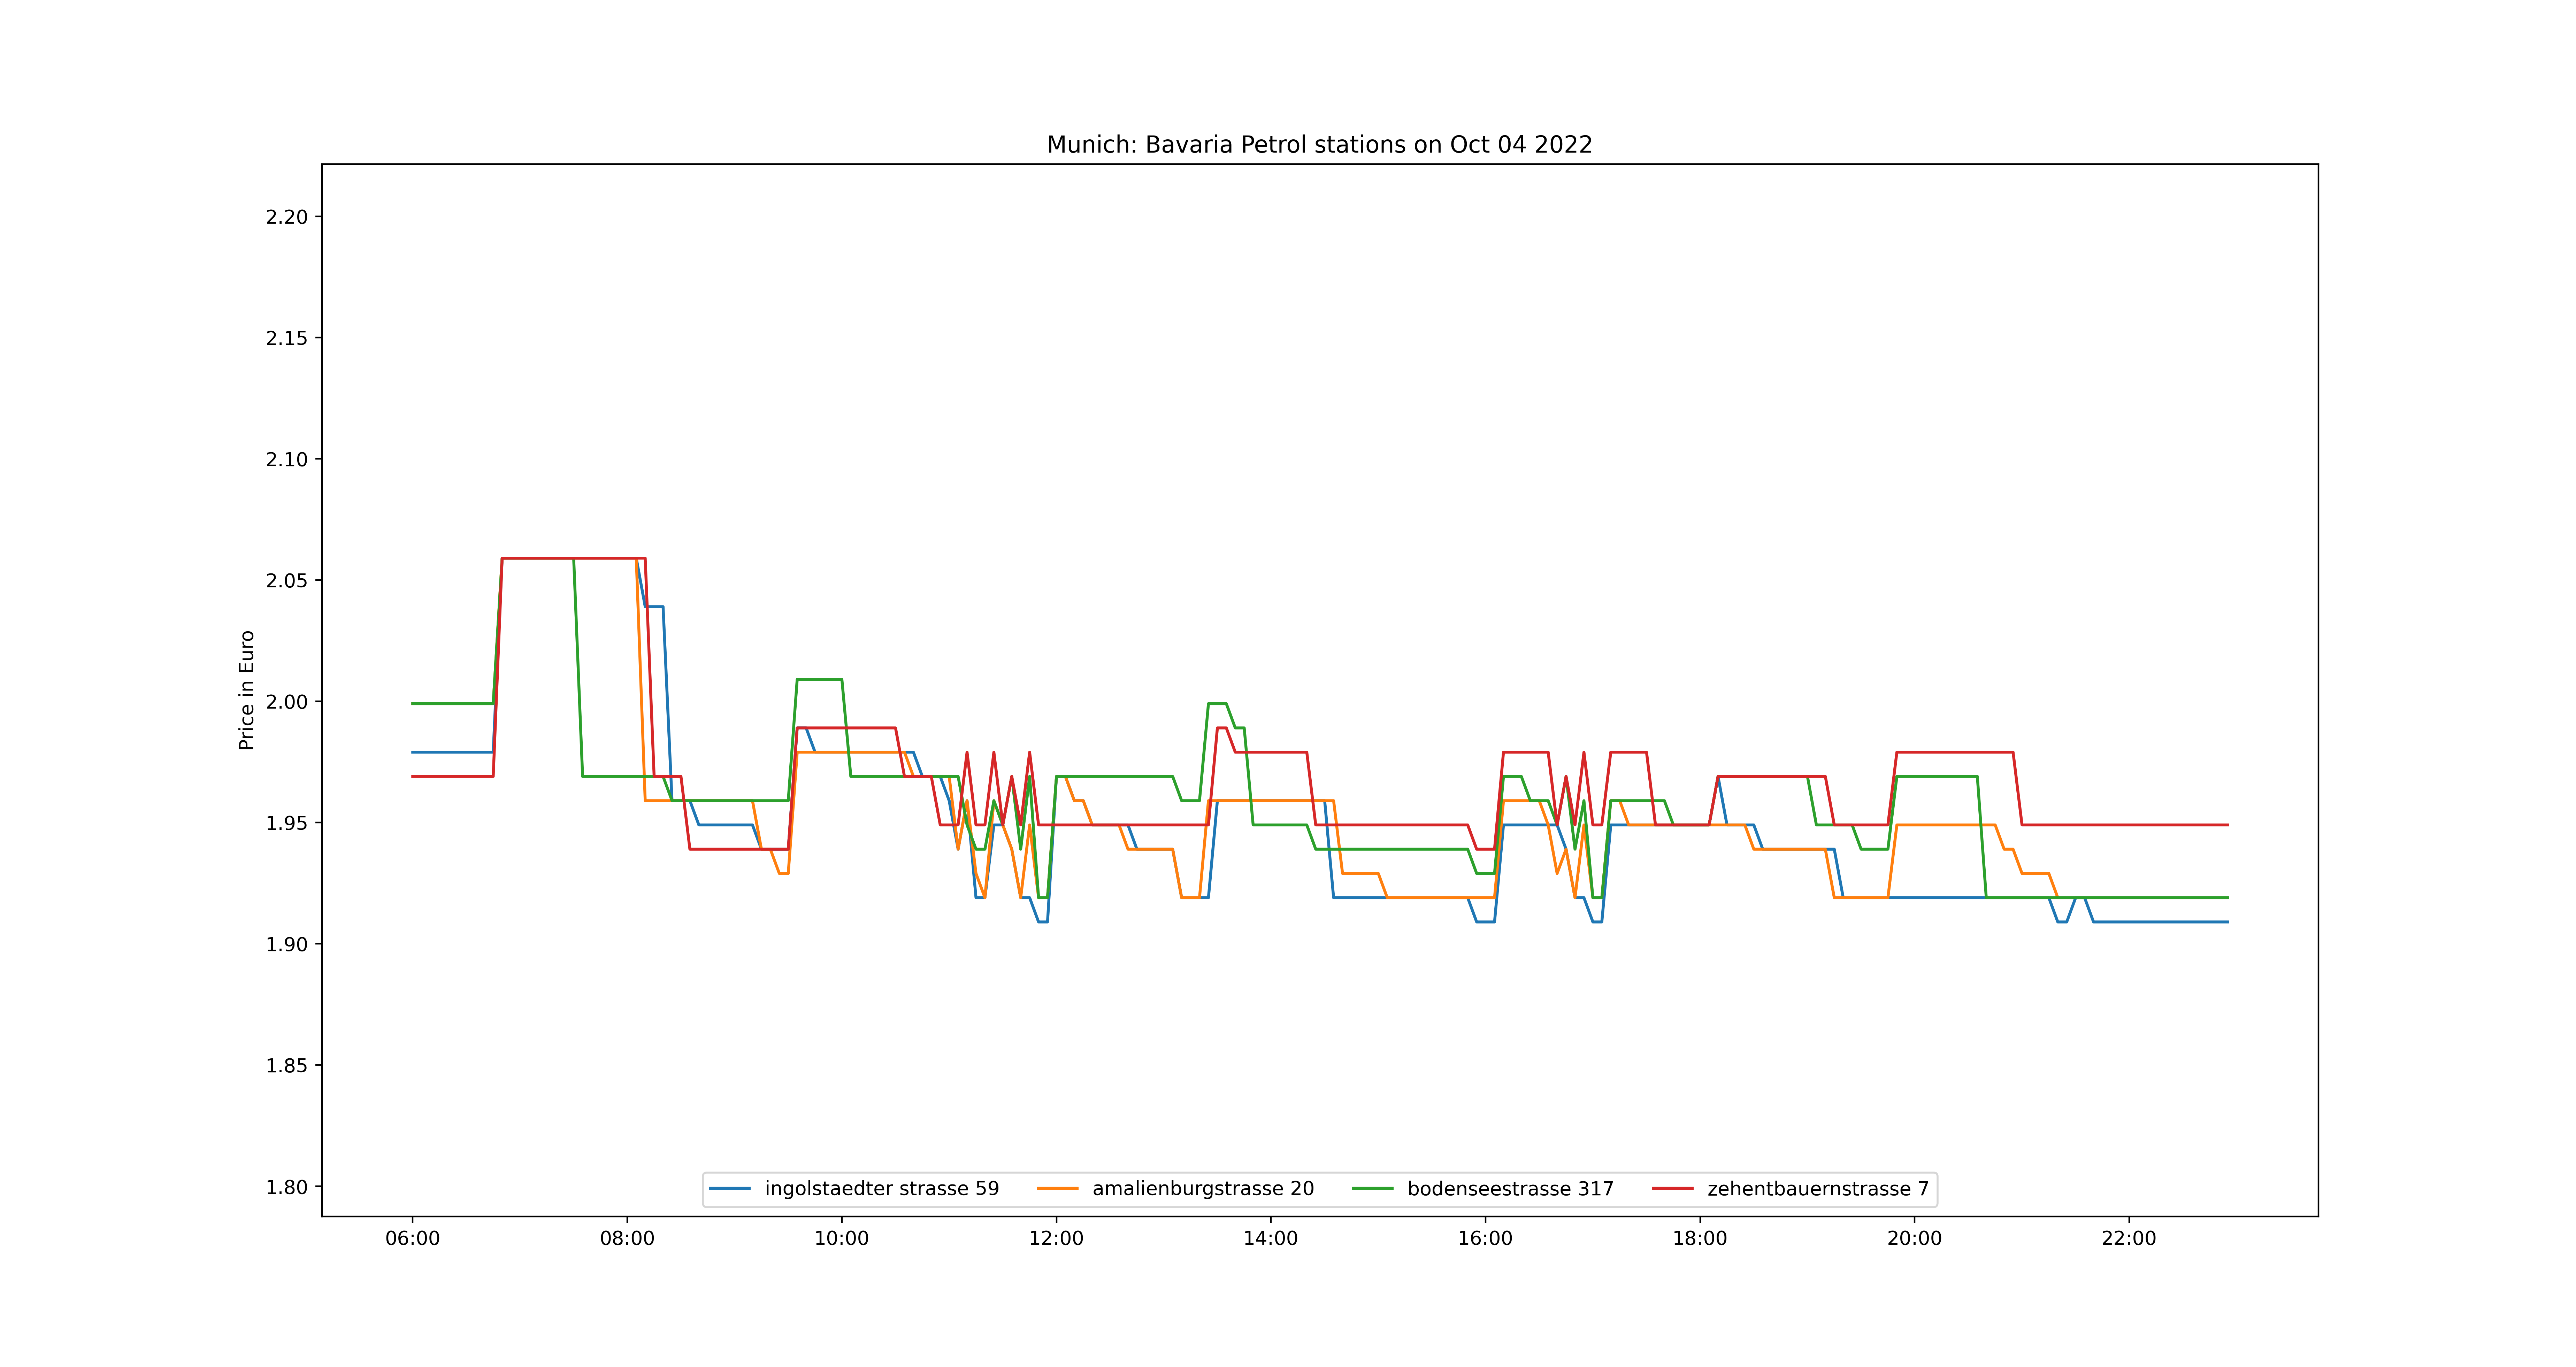 Munich: Bavaria Petrol stations on Oct 04 2022
Price in Euro
2.20
2.15
2.10
2.05
2.00
1.95
1.90
1.85
1.80
ingolstaedter strasse 59 amalienburgstrasse 20 bodenseestrasse 317 zehentbauernstrasse 7
06:00 08:00 10:00 12:00 14:00 16:00 18:00 20:00 22:00